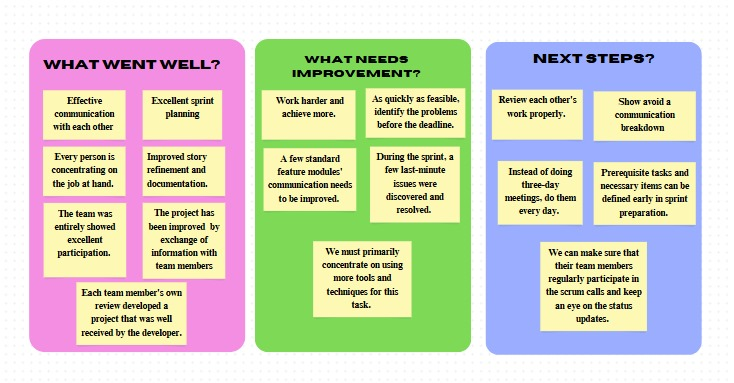 WHAT WENT WELL?
Effective
communication
with each other
Excellent sprint
planning
Every person is
concentrating on
the job at hand.
Improved story
refinement and
documentation.
The team was
entirely showed
excellent
participation.
The project has
been improved by
exchange of
information with
team members
Each team member's own
review developed a
project that was well
received by the developer.
WHAT NEEDS
IMPROVEMENT?
Work harder and
achieve more.
As quickly as feasible,
identify the problems
before the deadline.
A few standard
feature modules'
communication needs
to be improved.
During the sprint, a
few last-minute
issues were
discovered and
resolved.
We must primarily
concentrate on using
more tools and
techniques for this
task.
NEXT STEPS?
Review each other's
work properly.
Show avoid a
communication
breakdown
Instead of doing
three-day
meetings, do them
every day.
Prerequisite tasks and
necessary items can be
defined early in sprint
preparation.
We can make sure that
their team members
regularly participate in
the scrum calls and keep
an eye on the status
updates.